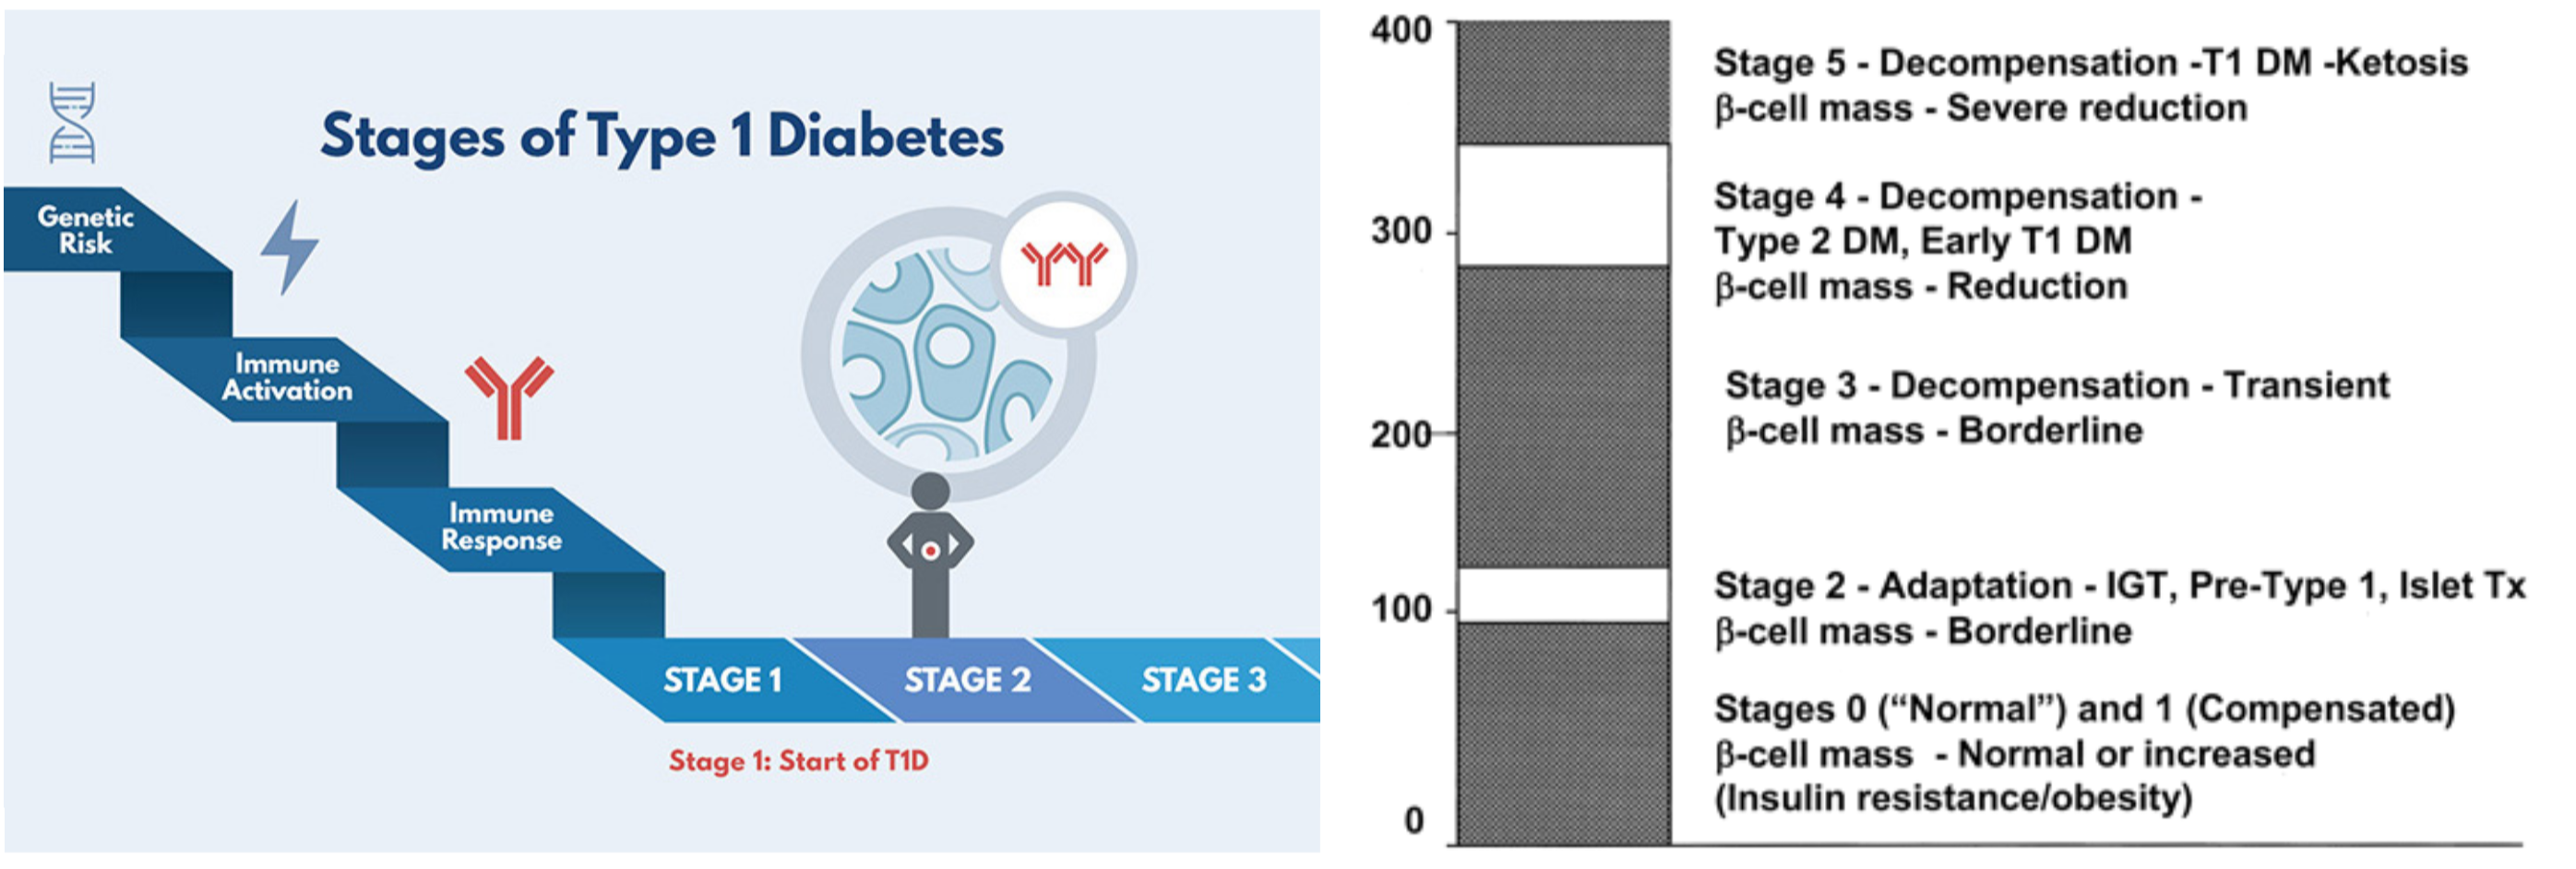 Stages of Type 1 Diabetes
Genetic
Risk
Immune
Activation
Immune
Response
STAGE 1
STAGE 2
STAGE 3
Stage 1: Start of T1D
400
300
200
100
0
Stage 5 - Decompensation -T1 DM -Ketosis
β-cell mass - Severe reduction
Stage 4 - Decompensation -
Type 2 DM, Early T1 DM
β-cell mass - Reduction
Stage 3 - Decompensation - Transient
β-cell mass - Borderline
Stage 2 - Adaptation - IGT, Pre-Type 1, Islet Tx
β-cell mass - Borderline
Stages 0 (“Normal”) and 1 (Compensated)
β-cell mass - Normal or increased
(Insulin resistance/obesity)